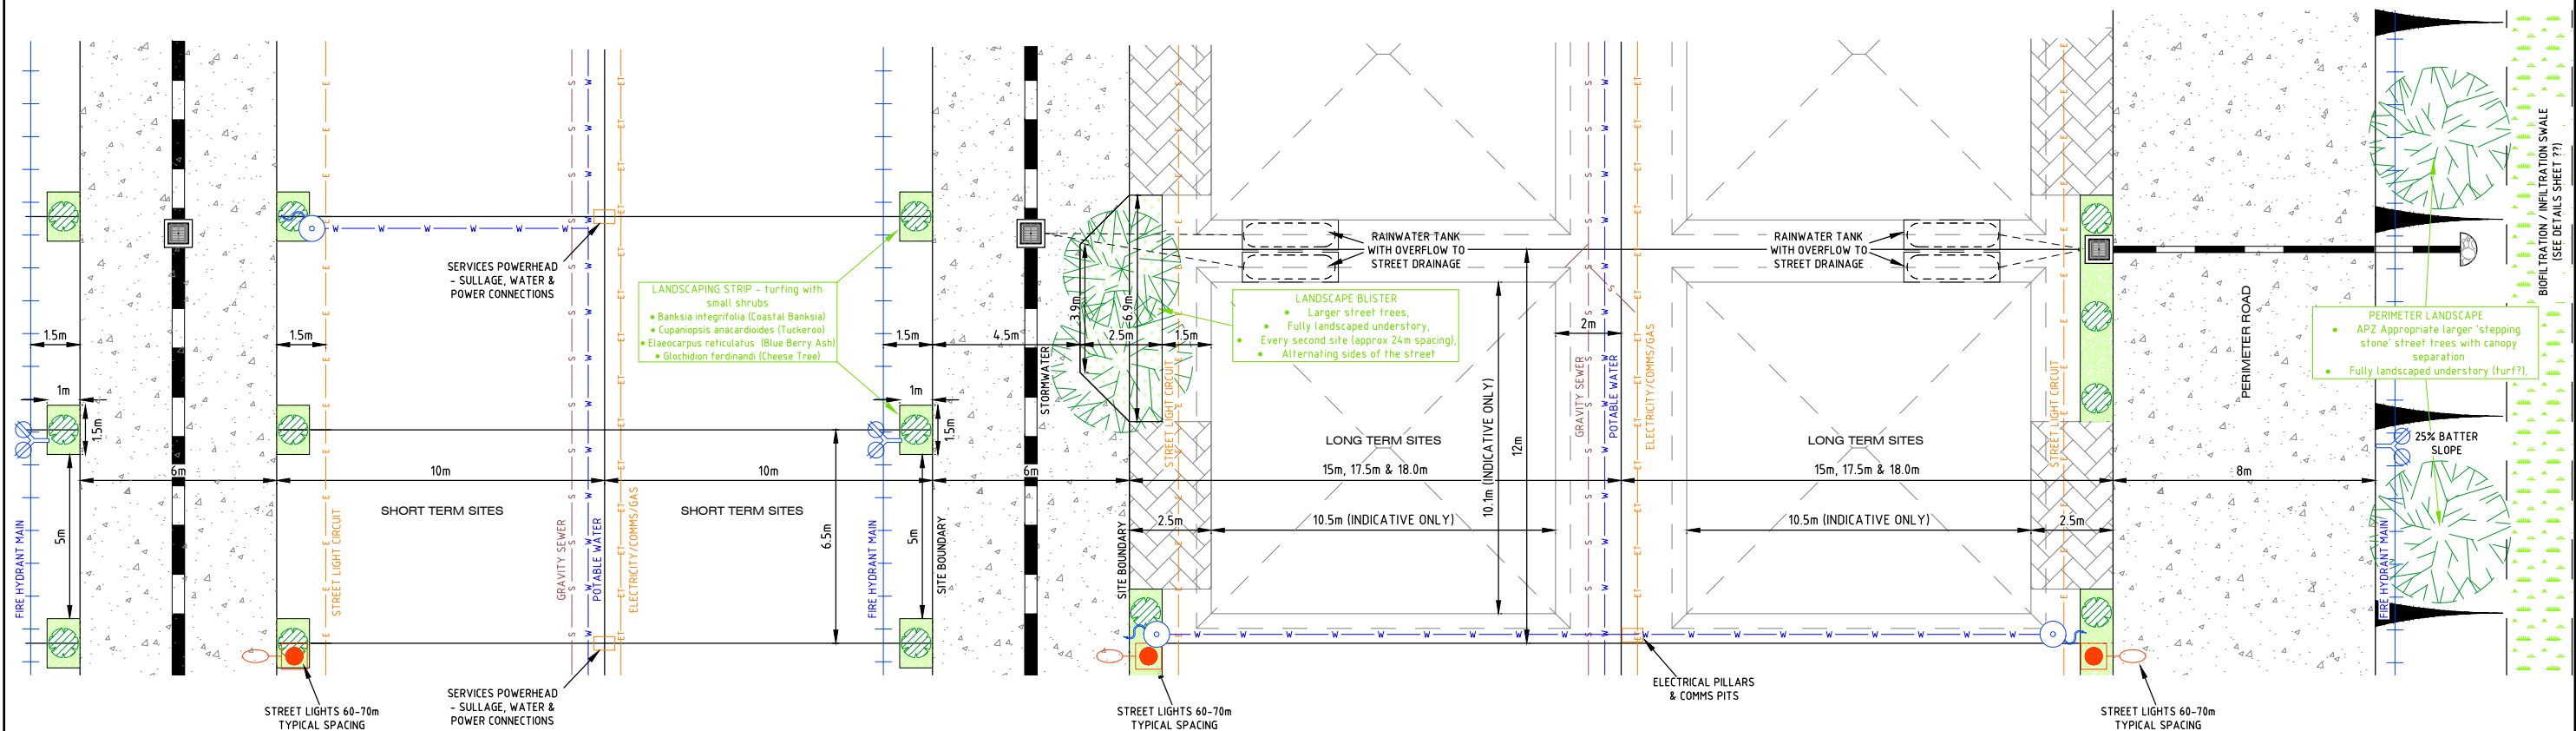 SERVICES POWERHEAD
- SULLAGE, WATER &
POWER CONNECTIONS
LANDSCAPING STRIP - turfing with
small shrubs
• Banksia integrifolia (Coastal Banksia)
• Cupaniopsis anacardioides (Tuckeroo)
• Elaeocarpus reticulatus (Blue Berry Ash)
• Glochidion ferdinandi (Cheese Tree)
RAINWATER TANK
WITH OVERFLOW TO
STREET DRAINAGE
RAINWATER TANK
WITH OVERFLOW TO
STREET DRAINAGE
LANDSCAPE BLISTER
• Larger street trees,
• Fully landscaped understory,
• Every second site (approx 24m spacing),
• Alternating sides of the street
PERIMETER LANDSCAPE
• APZ Appropriate larger 'stepping
stone' street trees with canopy
separation
• Fully landscaped understory (turf?),
BIOFILTRATION / INFILTRATION SWALE
(SEE DETAILS SHEET ??)
1.5m
1.5m
1.5m
4.5m
3.9m
6.9m
2.5m
1.5m
2m
1m
1.5m
1m
1.5m
STORMWATER
STREET LIGHT CIRCUIT
GRAVITY SEWER
POTABLE WATER
ELECTRICITY/COMMS/GAS
STREET LIGHT CIRCUIT
PERIMETER ROAD
25% BATTER
SLOPE
LONG TERM SITES
LONG TERM SITES
6m
10m
10m
6m
15m, 17.5m & 18.0m
15m, 17.5m & 18.0m
8m
10.1m (INDICATIVE ONLY)
12m
SHORT TERM SITES
SHORT TERM SITES
2.5m
10.5m (INDICATIVE ONLY)
10.5m (INDICATIVE ONLY)
2.5m
FIRE HYDRANT MAIN
5m
STREET LIGHT CIRCUIT
GRAVITY SEWER
POTABLE WATER
ELECTRICITY/COMMS/GAS
6.5m
FIRE HYDRANT MAIN
5m
SITE BOUNDARY
SITE BOUNDARY
FIRE HYDRANT MAIN
SERVICES POWERHEAD
- SULLAGE, WATER &
POWER CONNECTIONS
ELECTRICAL PILLARS
& COMMS PITS
STREET LIGHTS 60-70m
TYPICAL SPACING
STREET LIGHTS 60-70m
TYPICAL SPACING
STREET LIGHTS 60-70m
TYPICAL SPACING